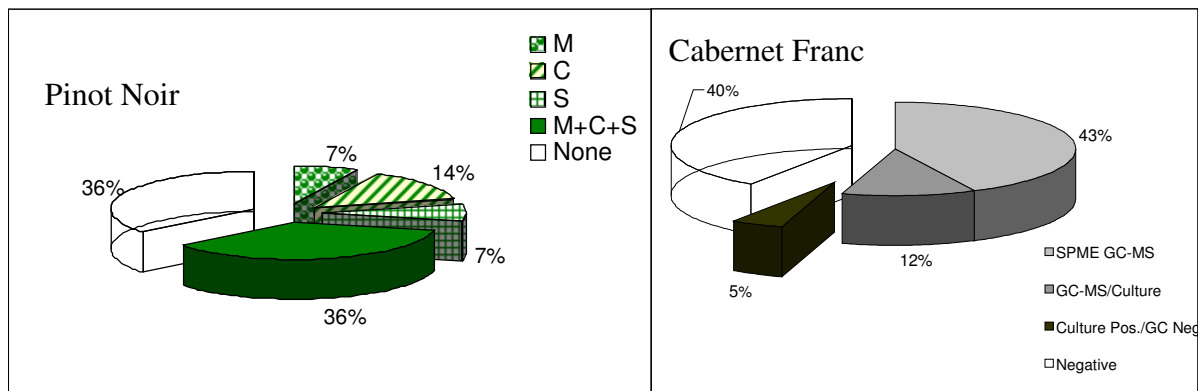 Pinot Noir
M
C
S
M+C+S
None
7%
14%
7%
36%
36%
Cabernet Franc
40%
43%
12%
5%
SPME GC-MS
GC-MS/Culture
Culture Pos./GC Neg
Negative